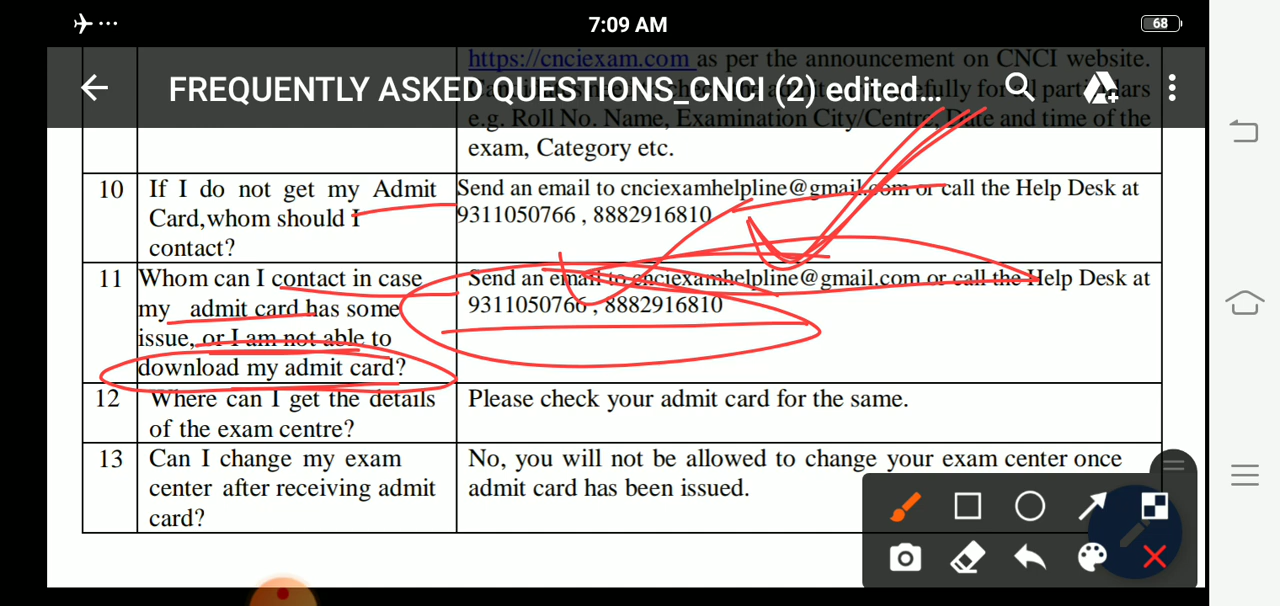 7:09 AM
68
https://cnciexam.com as per the announcement on CNCI website.
FREQUENTLY ASKED QUESTIONS_CNCI (2) edited...
e.g. Roll No. Name, Examination City/Centre, Date and time of the
exam, Category etc.
10 If I do not get my Admit Card,whom should I contact?
Send an email to cnciexamhelpline@gmail.com or call the Help Desk at
9311050766 , 8882916810
11 Whom can I contact in case
my admit card has some
issue, or I am not able to
download my admit card?
Send an email to cnciexamhelpline@gmail.com or call the Help Desk at
9311050766 , 8882916810
12 Where can I get the details
of the exam centre?
Please check your admit card for the same.
13 Can I change my exam
center after receiving admit
card?
No, you will not be allowed to change your exam center once
admit card has been issued.